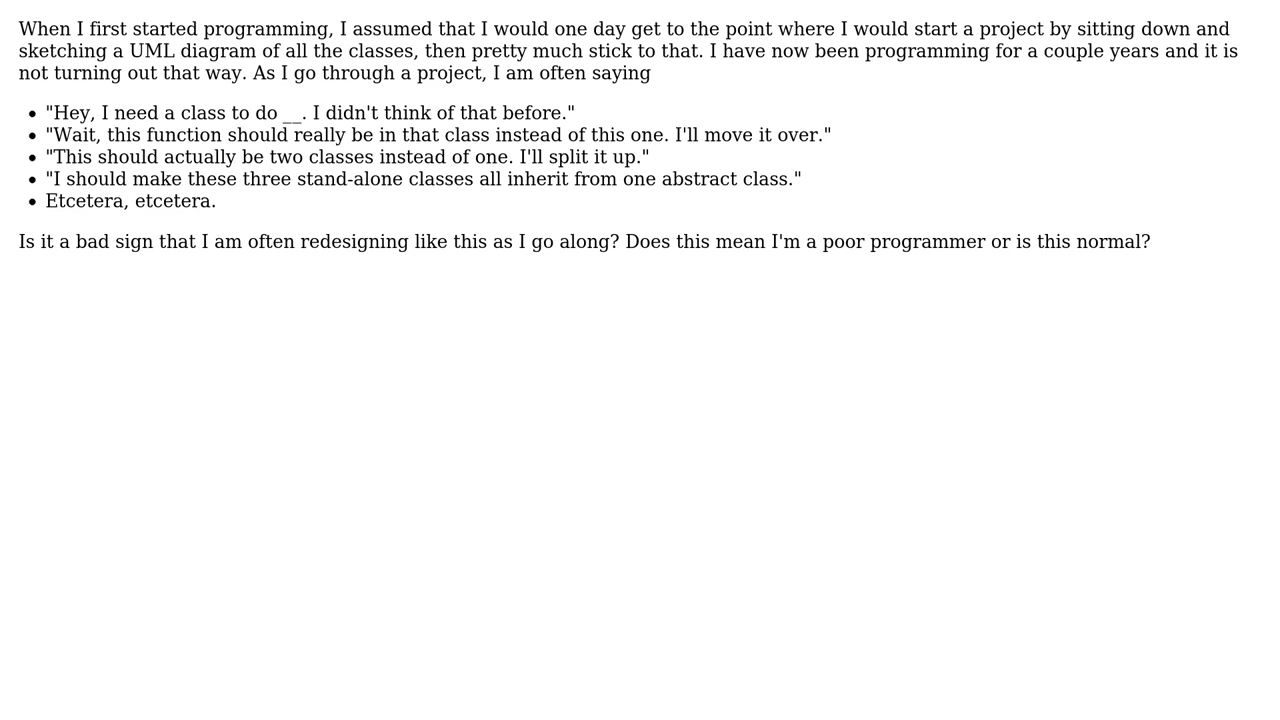 When I first started programming, I assumed that I would one day get to the point where I would start a project by sitting down and
sketching a UML diagram of all the classes, then pretty much stick to that. I have now been programming for a couple years and it is
not turning out that way. As I go through a project, I am often saying
• "Hey, I need a class to do __. I didn't think of that before."
• "Wait, this function should really be in that class instead of this one. I'll move it over."
• "This should actually be two classes instead of one. I'll split it up."
• "I should make these three stand-alone classes all inherit from one abstract class."
• Etcetera, etcetera.
Is it a bad sign that I am often redesigning like this as I go along? Does this mean I'm a poor programmer or is this normal?